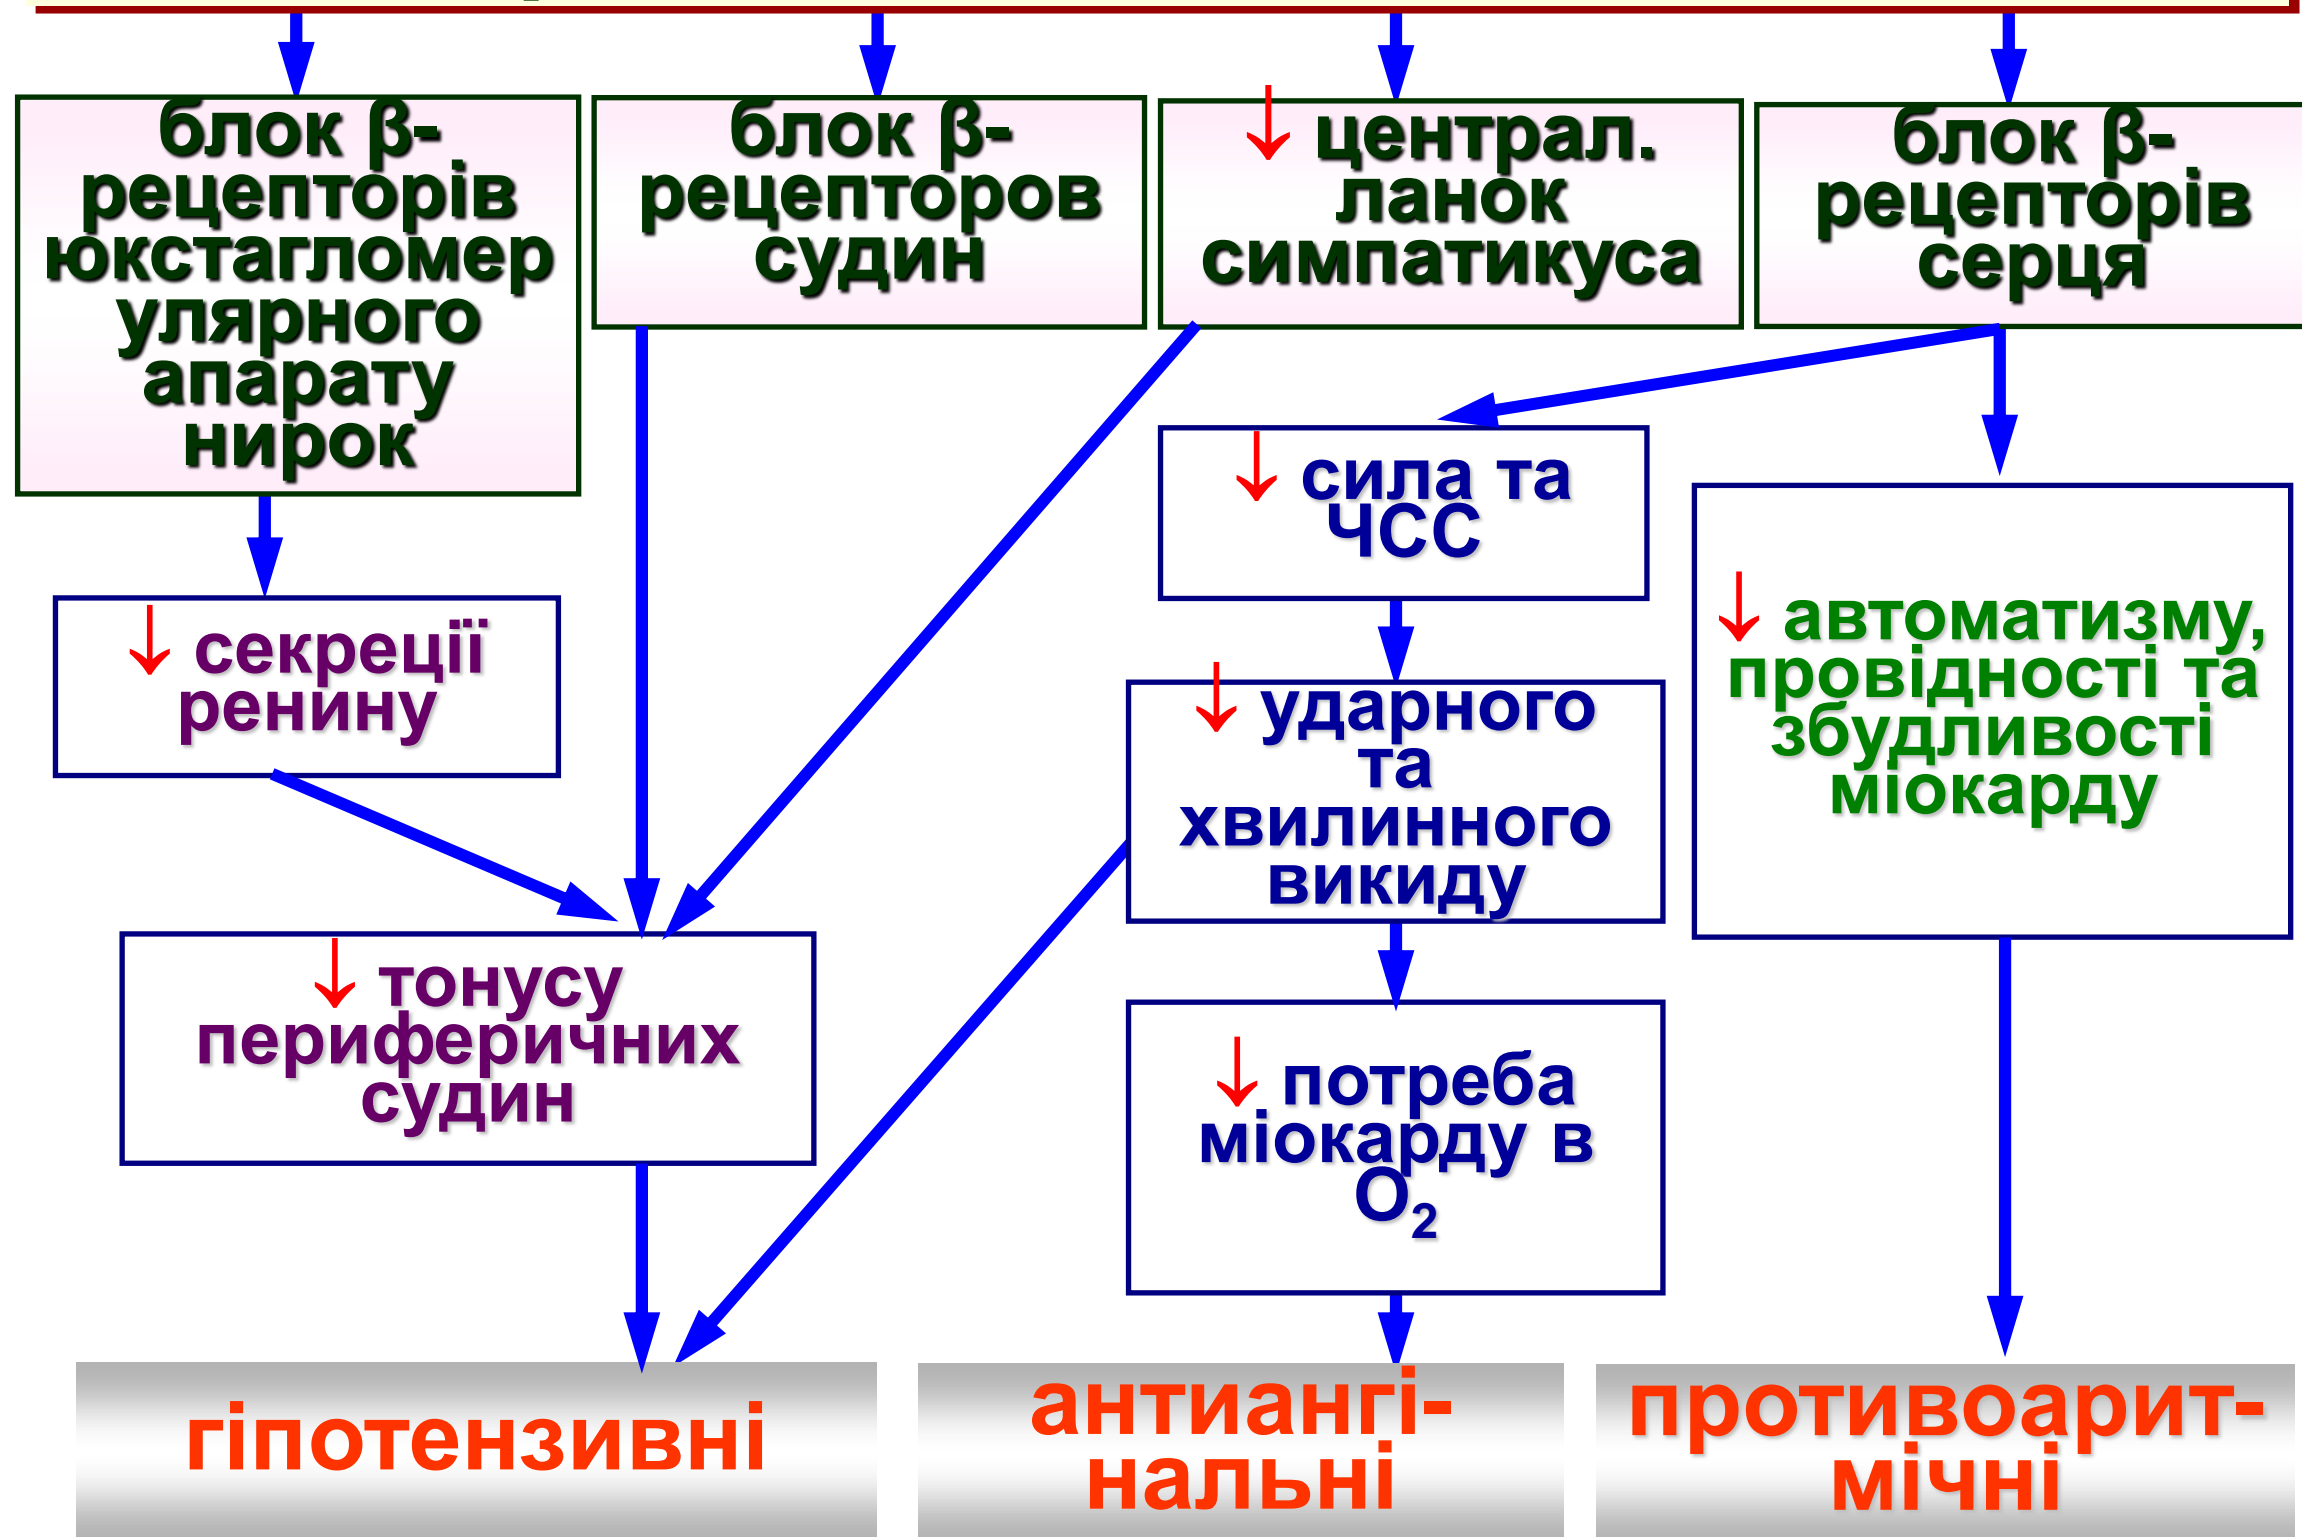 блок β-
рецепторів
юкстагломер
улярного
апарату
нирок
блок β-
рецепторов
судин
↓ централ.
ланок
симпатикуса
блок β-
рецепторів
серця
↓ сила та
ЧСС
↓ секреції
ренину
↓ автоматизму,
провідності та
збудливості
міокарду
↓ ударного
та
хвилинного
викиду
↓ тонусу
периферичних
судин
↓ потреба
міокарду в
О₂
гіпотензивні
антиангі-
нальні
противоарит-
мічні